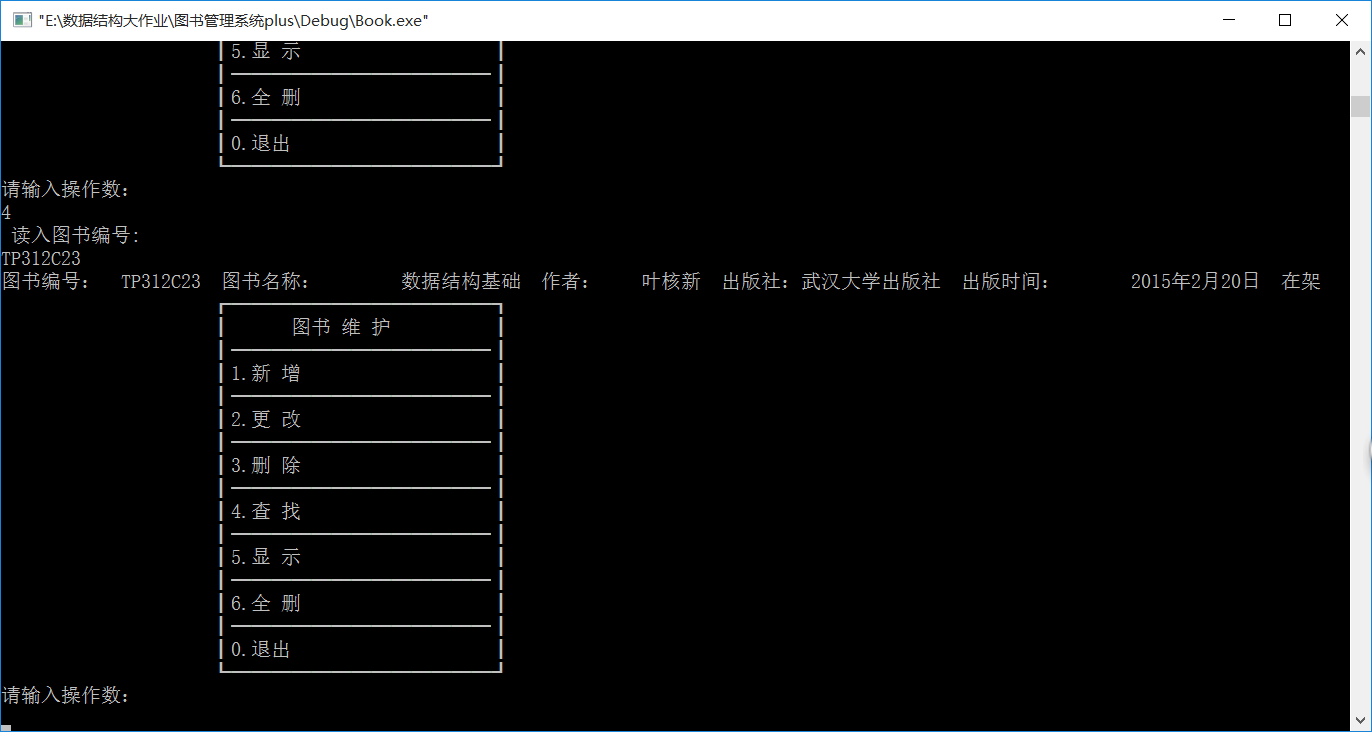 "E:\数据结构大作业\图书管理系统plus\Debug\Book.exe"
5.显 示
6.全 删
0.退出
请输入操作数:
4
读入图书编号:
TP312C23
图书编号: TP312C23 图书名称: 数据结构基础 作者: 叶核新 出版社: 武汉大学出版社 出版时间: 2015年2月20日 在架
图书 维 护
1.新 增
2.更 改
3.删 除
4.查 找
5.显 示
6.全 删
0.退出
请输入操作数: